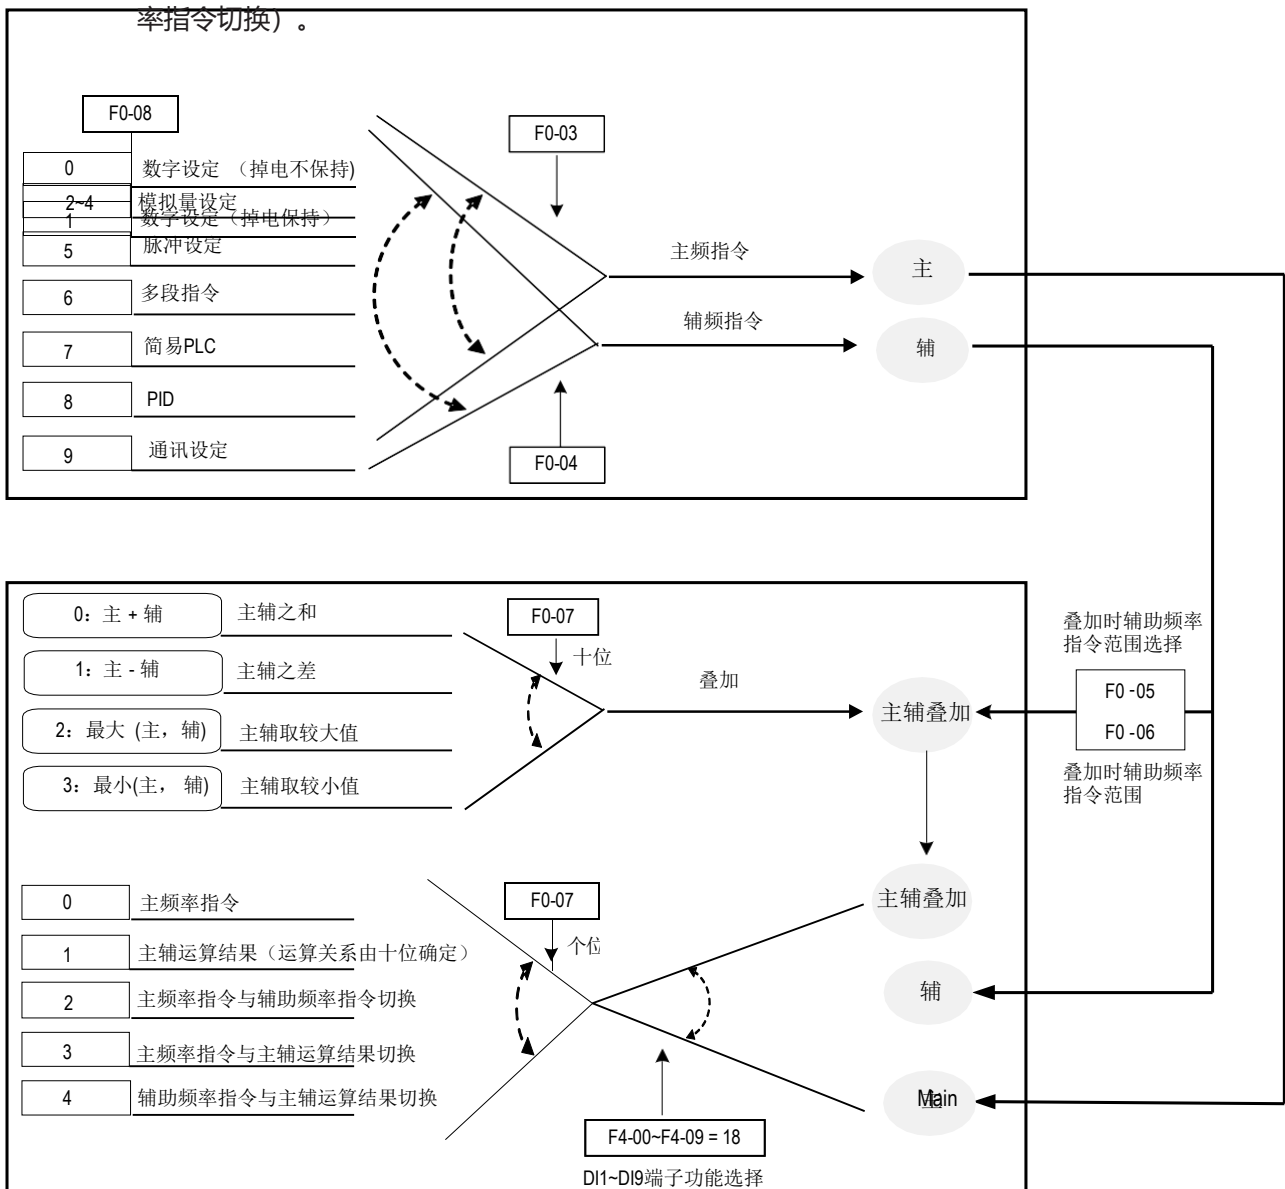 率指令切换）。
F0-08
F0-03
0 数字设定 （掉电不保持)
2~4 模拟量设定
1 数字设定（掉电保持）
5 脉冲设定
主频指令
主
6 多段指令
辅频指令
辅
7 简易PLC
8 PID
9 通讯设定
F0-04
0：主 + 辅 主辅之和
F0-07
十位
叠加时辅助频率
指令范围选择
1：主 - 辅 主辅之差
叠加
F0 -05
主辅叠加
2：最大 (主，辅) 主辅取较大值
F0 -06
3：最小(主， 辅) 主辅取较小值
叠加时辅助频率
指令范围
0 主频率指令
F0-07
主辅叠加
1 主辅运算结果（运算关系由十位确定）
个位
2 主频率指令与辅助频率指令切换
辅
3 主频率指令与主辅运算结果切换
4 辅助频率指令与主辅运算结果切换
Main
F4-00~F4-09 = 18
DI1~DI9端子功能选择